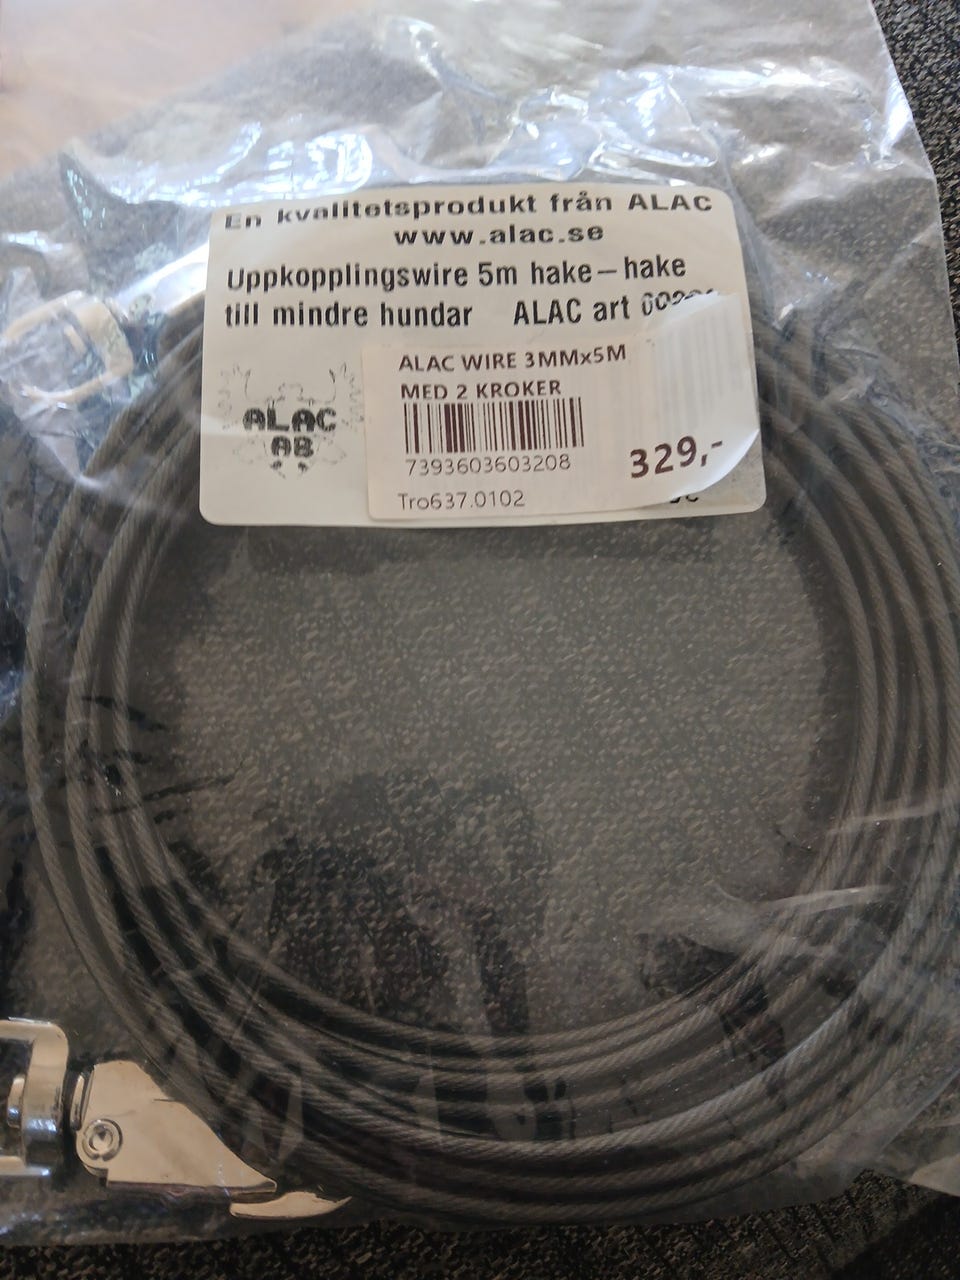 En kvalitetsprodukt från ALAC
www.alac.se
Uppkopplingswire 5m hake-hake
till mindre hundar ALAC art
ALAC WIRE 3MMx5M
MED 2 KROKER
7393603603208
329,-
Tro637.0102
ALAC
AB